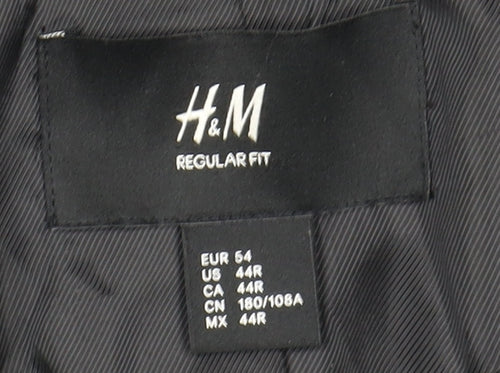 H&M
REGULAR FIT
EUR 54
US 44R
CA 44R
CN 180/108A
MX 44R